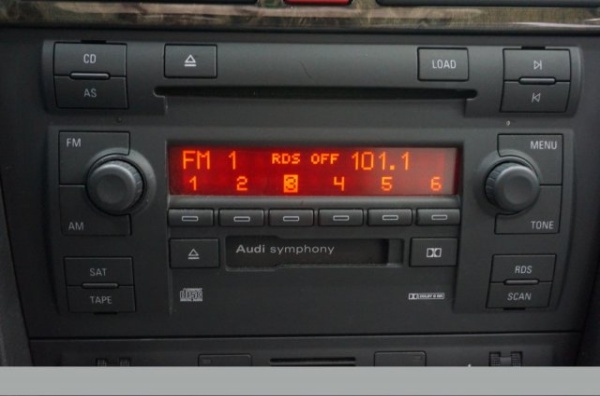 CD
LOAD
AS
FM
FM 1 RDS OFF 101.1
MENU
1 2 3 4 5 6
AM
TONE
Audi symphony
SAT
RDS
TAPE
SCAN